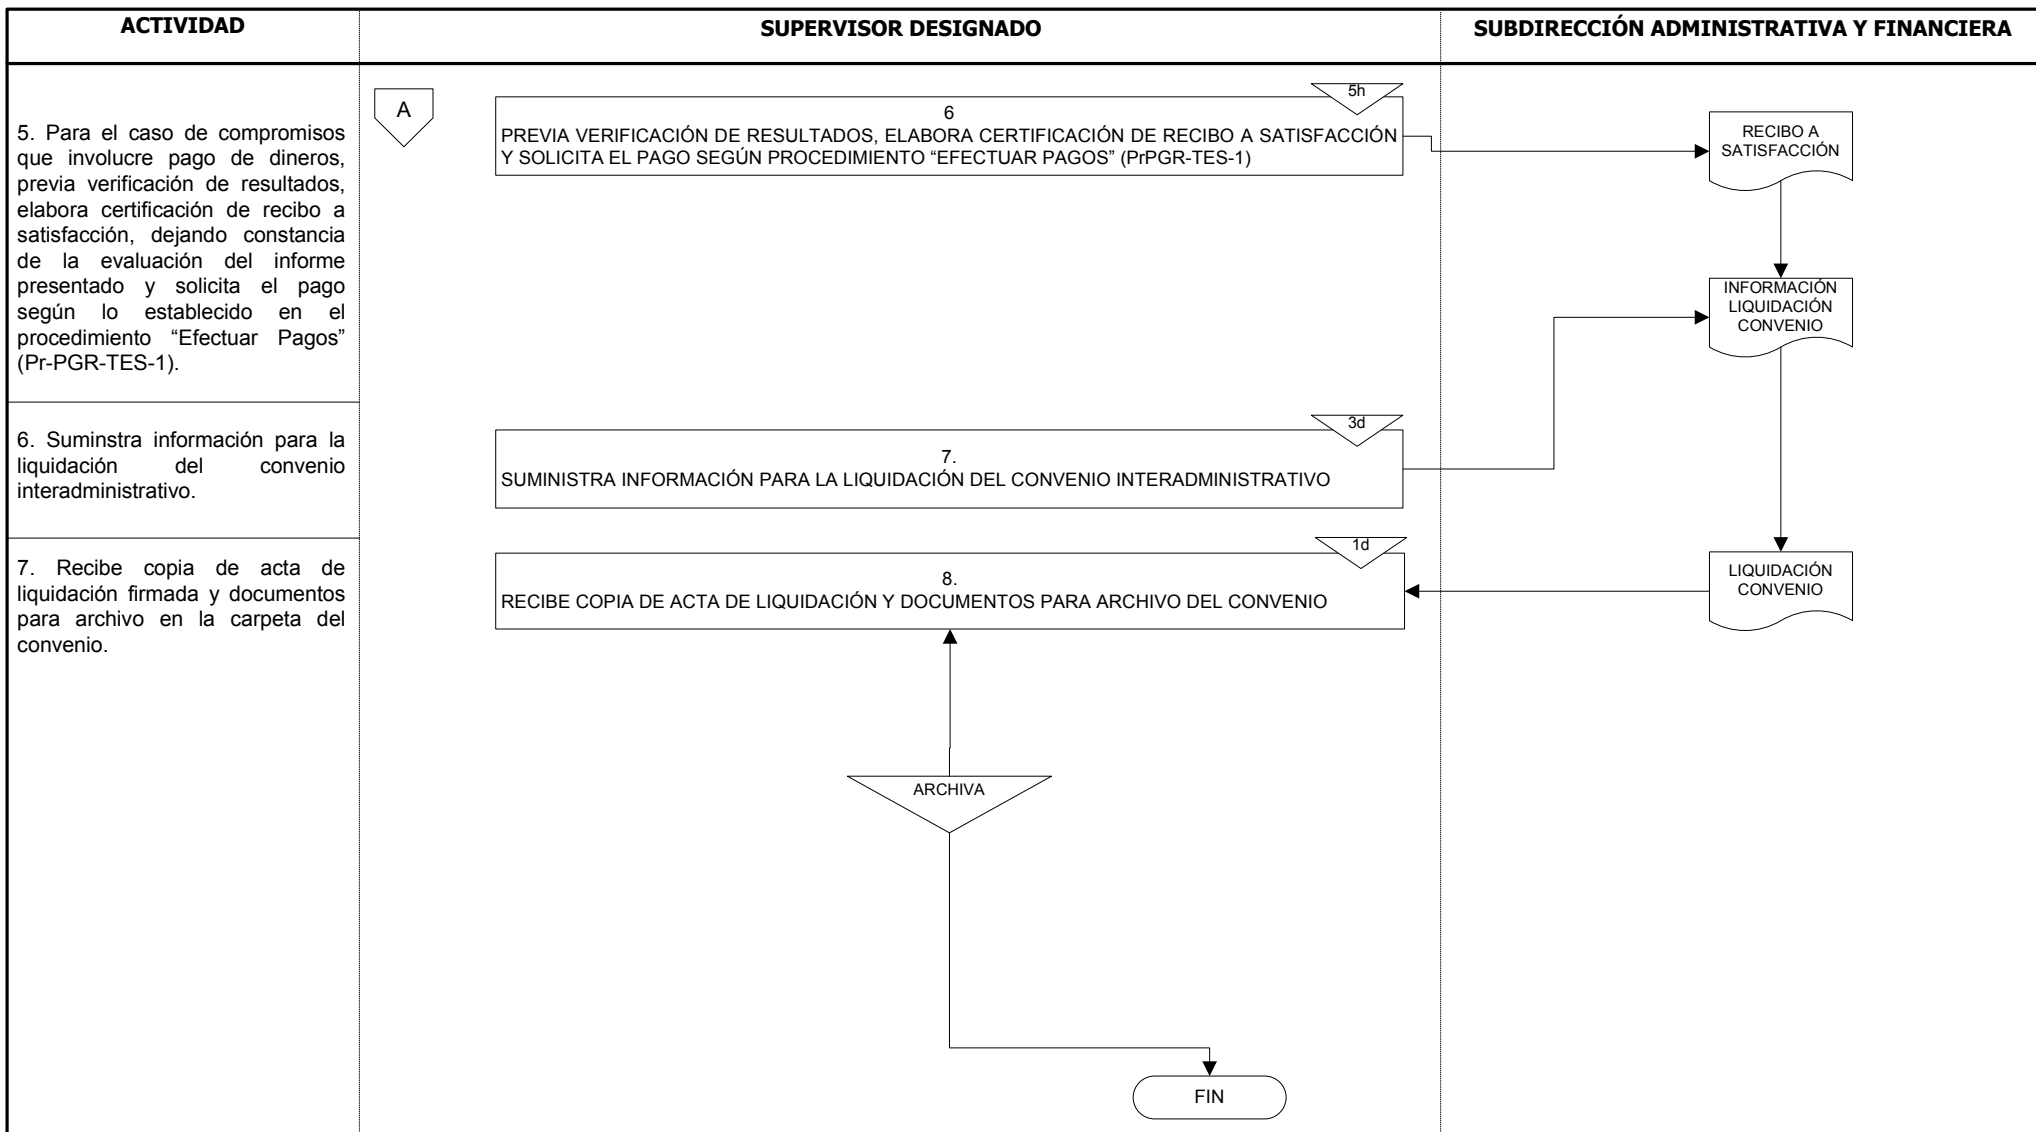 ACTIVIDAD
SUPERVISOR DESIGNADO
SUBDIRECCIÓN ADMINISTRATIVA Y FINANCIERA
5. Para el caso de compromisos
que involucre pago de dineros,
previa verificación de resultados,
elabora certificación de recibo a
satisfacción, dejando constancia
de la evaluación del informe
presentado y solicita el pago
según lo establecido en el
procedimiento “Efectuar Pagos”
(Pr-PGR-TES-1).
A
5h
6
PREVIA VERIFICACIÓN DE RESULTADOS, ELABORA CERTIFICACIÓN DE RECIBO A SATISFACCIÓN
Y SOLICITA EL PAGO SEGÚN PROCEDIMIENTO “EFECTUAR PAGOS” (PrPGR-TES-1)
RECIBO A
SATISFACCIÓN
INFORMACIÓN
LIQUIDACIÓN
CONVENIO
6. Suminstra información para la
liquidación del convenio
interadministrativo.
3d
7.
SUMINISTRA INFORMACIÓN PARA LA LIQUIDACIÓN DEL CONVENIO INTERADMINISTRATIVO
7. Recibe copia de acta de
liquidación firmada y documentos
para archivo en la carpeta del
convenio.
1d
8.
RECIBE COPIA DE ACTA DE LIQUIDACIÓN Y DOCUMENTOS PARA ARCHIVO DEL CONVENIO
LIQUIDACIÓN
CONVENIO
ARCHIVA
FIN